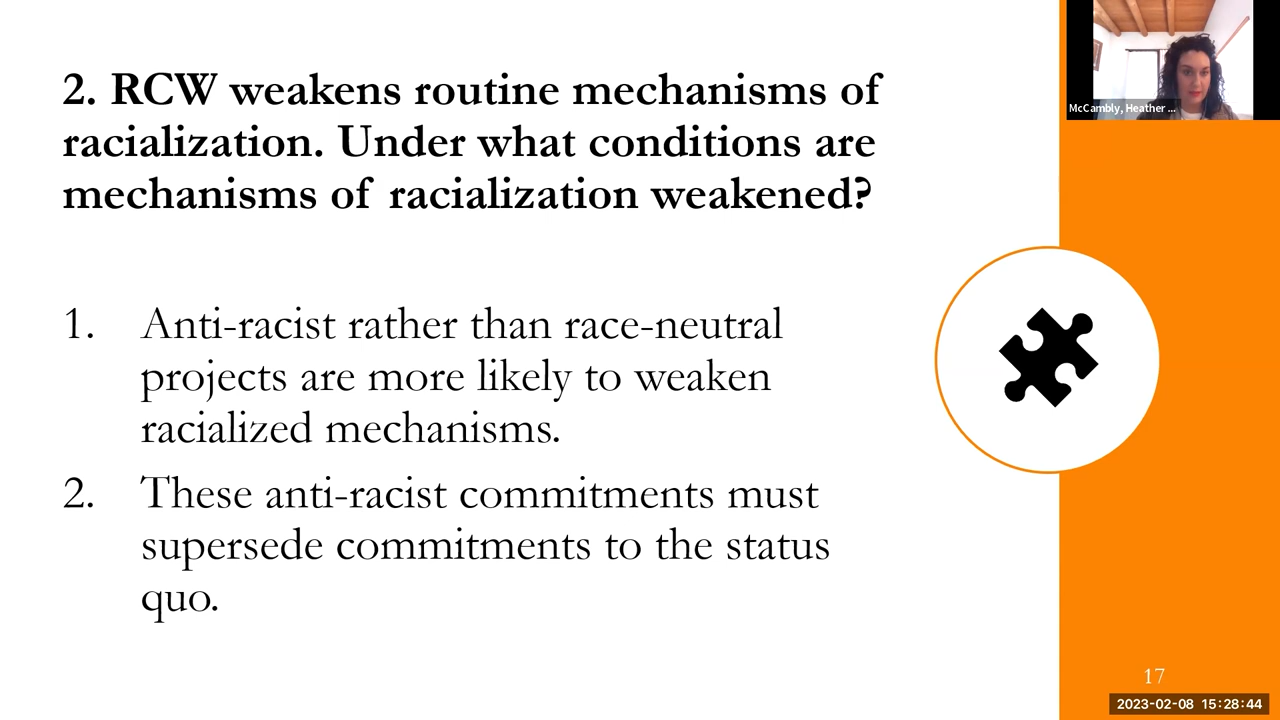 2. RCW weakens routine mechanisms of
racialization. Under what conditions are
mechanisms of racialization weakened?
1. Anti-racist rather than race-neutral
projects are more likely to weaken
racialized mechanisms.
2. These anti-racist commitments must
supersede commitments to the status
quo.
McCambly, Heather ...
17
2023-02-08 15:28:44